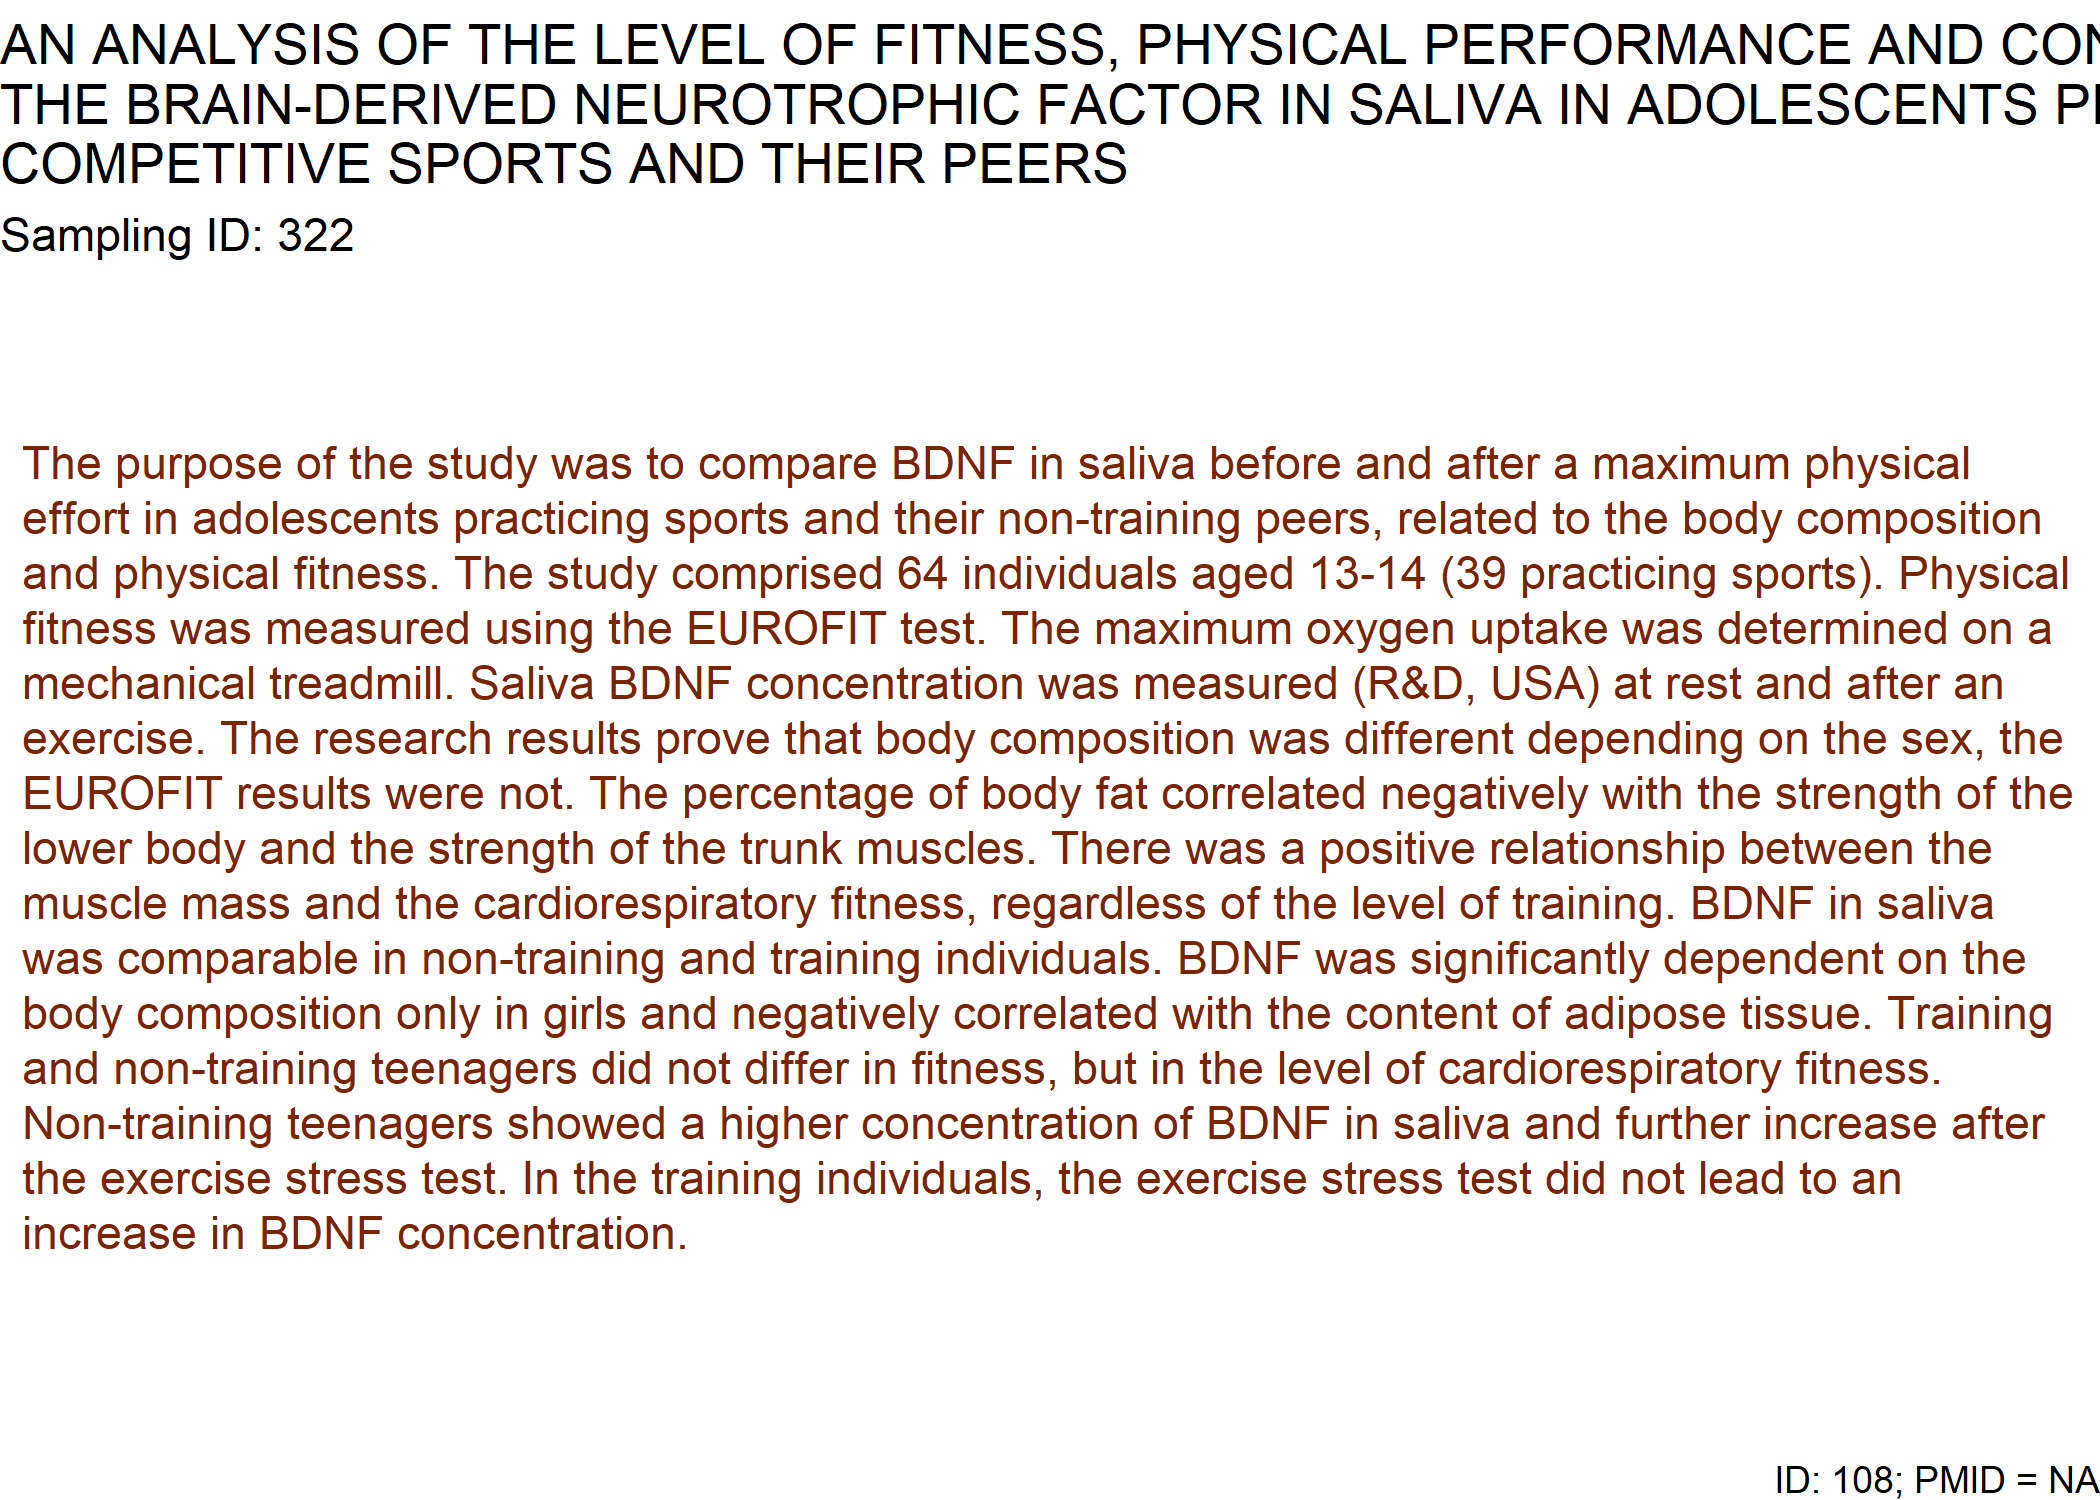 AN ANALYSIS OF THE LEVEL OF FITNESS, PHYSICAL PERFORMANCE AND
THE BRAIN-DERIVED NEUROTROPHIC FACTOR IN SALIVA IN ADOLESCENTS
COMPETITIVE SPORTS AND THEIR PEERS
Sampling ID: 322
The purpose of the study was to compare BDNF in saliva before and after a maximum physical
effort in adolescents practicing sports and their non-training peers, related to the body composition
and physical fitness. The study comprised 64 individuals aged 13-14 (39 practicing sports). Physical
fitness was measured using the EUROFIT test. The maximum oxygen uptake was determined on a
mechanical treadmill. Saliva BDNF concentration was measured (R&D, USA) at rest and after an
exercise. The research results prove that body composition was different depending on the sex, the
EUROFIT results were not. The percentage of body fat correlated negatively with the strength of the
lower body and the strength of the trunk muscles. There was a positive relationship between the
muscle mass and the cardiorespiratory fitness, regardless of the level of training. BDNF in saliva
was comparable in non-training and training individuals. BDNF was significantly dependent on the
body composition only in girls and negatively correlated with the content of adipose tissue. Training
and non-training teenagers did not differ in fitness, but in the level of cardiorespiratory fitness.
Non-training teenagers showed a higher concentration of BDNF in saliva and further increase after
the exercise stress test. In the training individuals, the exercise stress test did not lead to an
increase in BDNF concentration.
ID: 108; PMID = NA